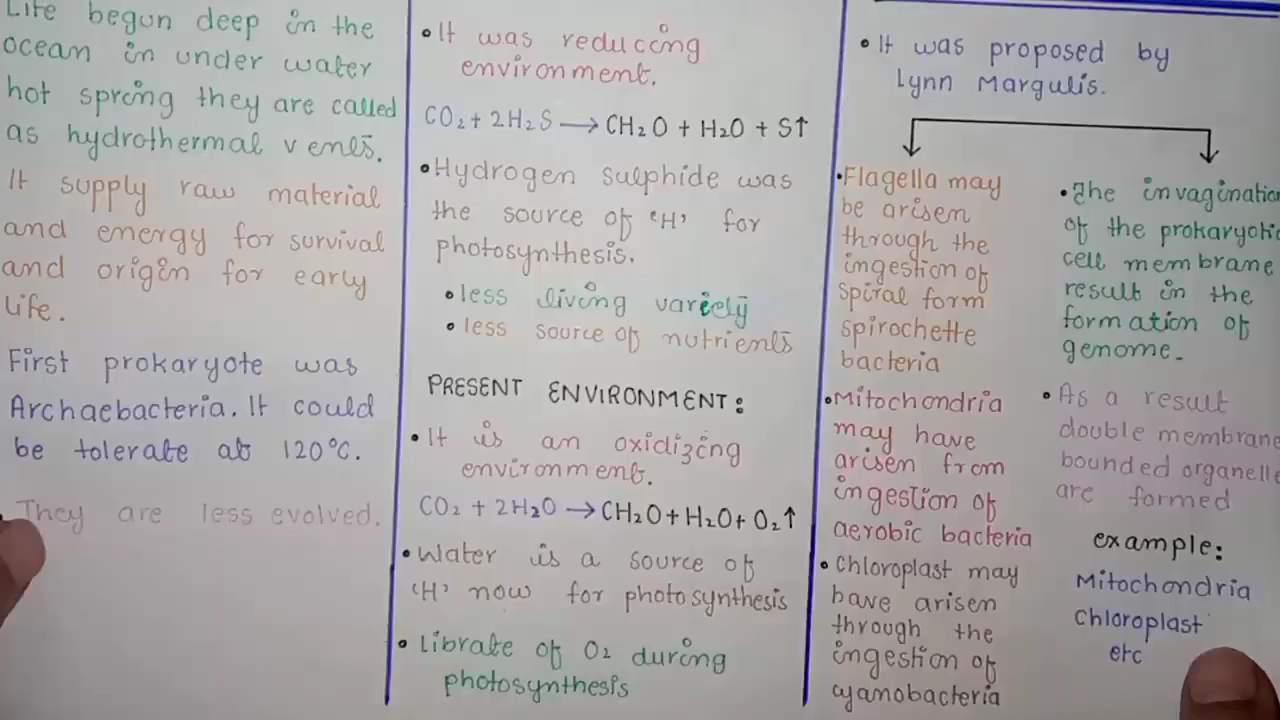 Life begun deep in the
ocean in under water
hot spring they are called
as hydrothermal vents.
It supply raw material
and energy for survival
and origin for early
life.
First prokaryote was
Archaebacteria. It could
be tolerate at 120°C.
They are less evolved.
• It was reducing
environment.
CO₂ + 2H₂S → CH₂O + H₂O + S↑
• Hydrogen sulphide was
the source of 'H' for
photosynthesis.
• less living variety
• less source of nutrients
PRESENT ENVIRONMENT:
• It is an oxidizing
environment.
CO₂ + 2H₂O → CH₂O + H₂O + O₂↑
• Water is a source of
'H' now for photosynthesis
• Librate of O₂ during
photosynthesis
• It was proposed by
Lynn Margulis.
• Flagella may
be arisen
through the
ingestion of
spiral form
spirochette
bacteria
• Mitochondria
may have
arisen from
ingestion of
aerobic bacteria
• Chloroplast may
have arisen
through the
ingestion of
cyanobacteria
• The invagination
of the prokaryotic
cell membrane
result in the
formation of
genome.
• As a result
double membrane
bounded organelle
are formed
example:
Mitochondria
Chloroplast
etc